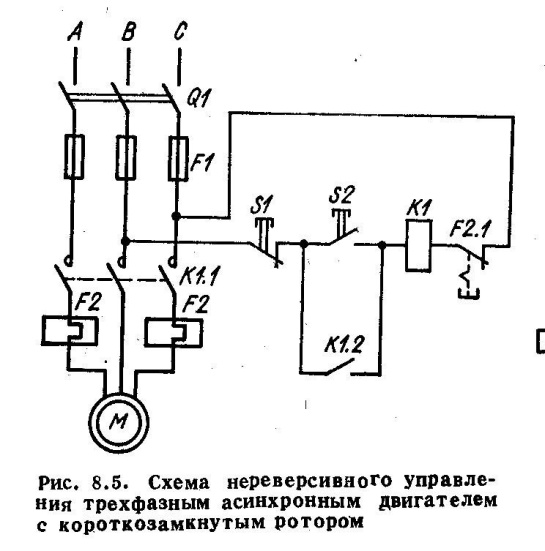 A B C
Q1
F1
S1 S2 K1 F2.1
K1.1
F2 F2
K1.2
M
Рис. 8.5. Схема нереверсивного управле-
ния трехфазным асинхронным двигателем
с короткозамкнутым ротором